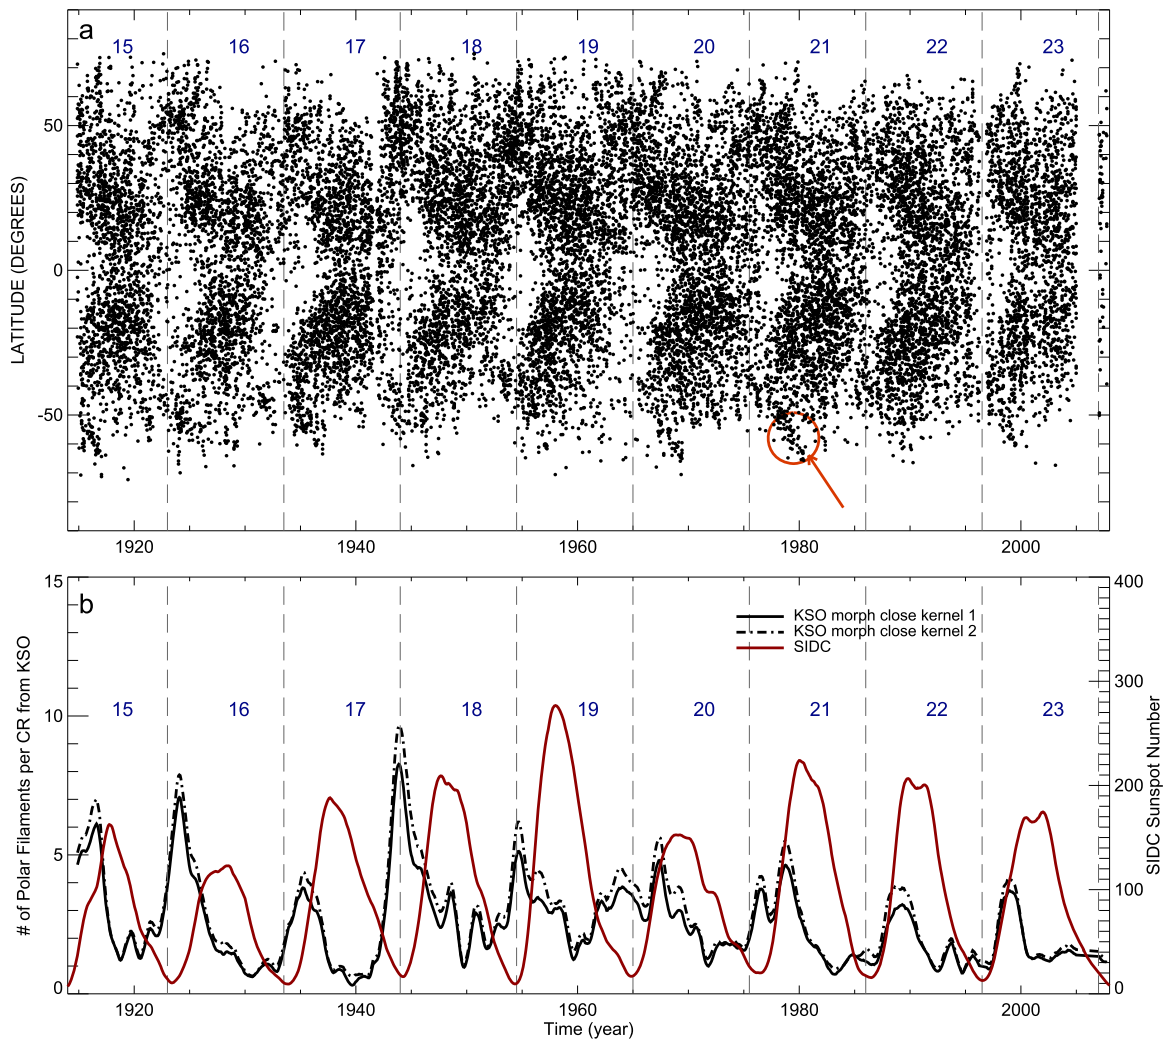 a
15 16 17 18 19 20 21 22 23
50
0
-50
LATITUDE (DEGREES)
1920 1940 1960 1980 2000
b
15
10
5
0
# of Polar Filaments per CR from KSO
KSO morph close kernel 1
KSO morph close kernel 2
SIDC
15 16 17 18 19 20 21 22 23
400
300
200
100
0
SIDC Sunspot Number
1920 1940 1960 1980 2000
Time (year)